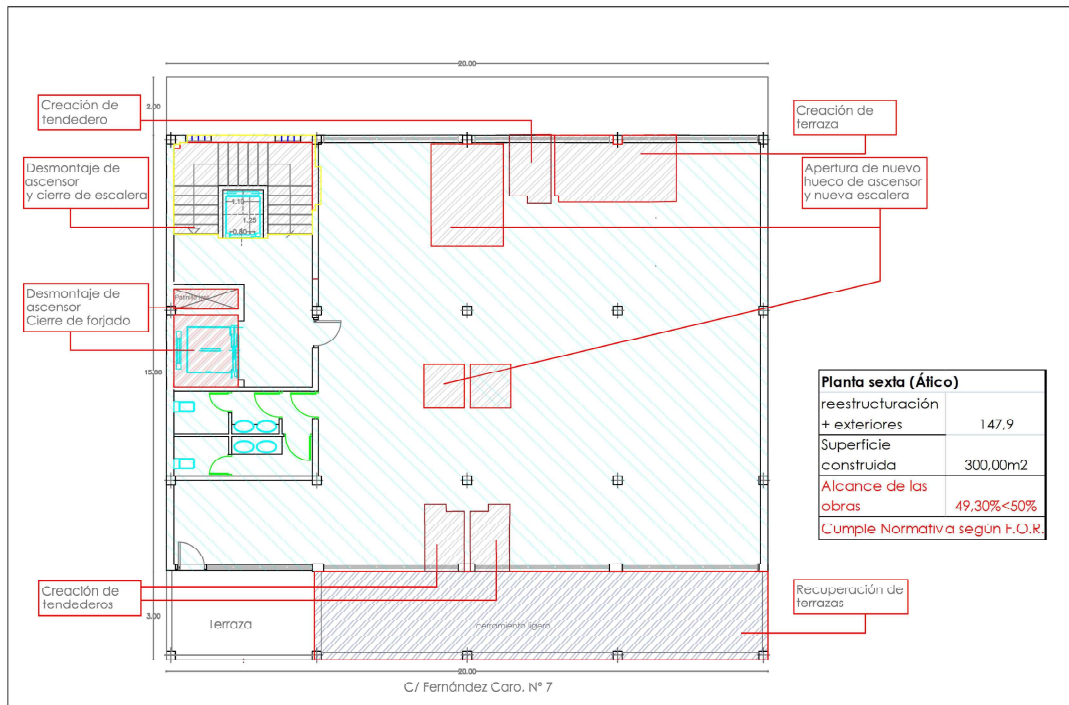 20.00
2.00
Creación de
tendedero
Creación de
terraza
Desmontaje de
ascensor
y cierre de escalera
Apertura de nuevo
hueco de ascensor
y nueva escalera
1.10
1.25
0.80
Desmontaje de
ascensor
Cierre de forjado
15.00
Planta sexta (Ático)
reestructuración
+ exteriores 147,9
Superficie
construida 300,00m2
Alcance de las
obras 49,30%<50%
Cumple Normativa según F.O.R.
Creación de
tendederos
Recuperación de
terrazas
3.00
Terraza
cerramiento ligero
20.00
C/ Fernández Caro. Nº 7